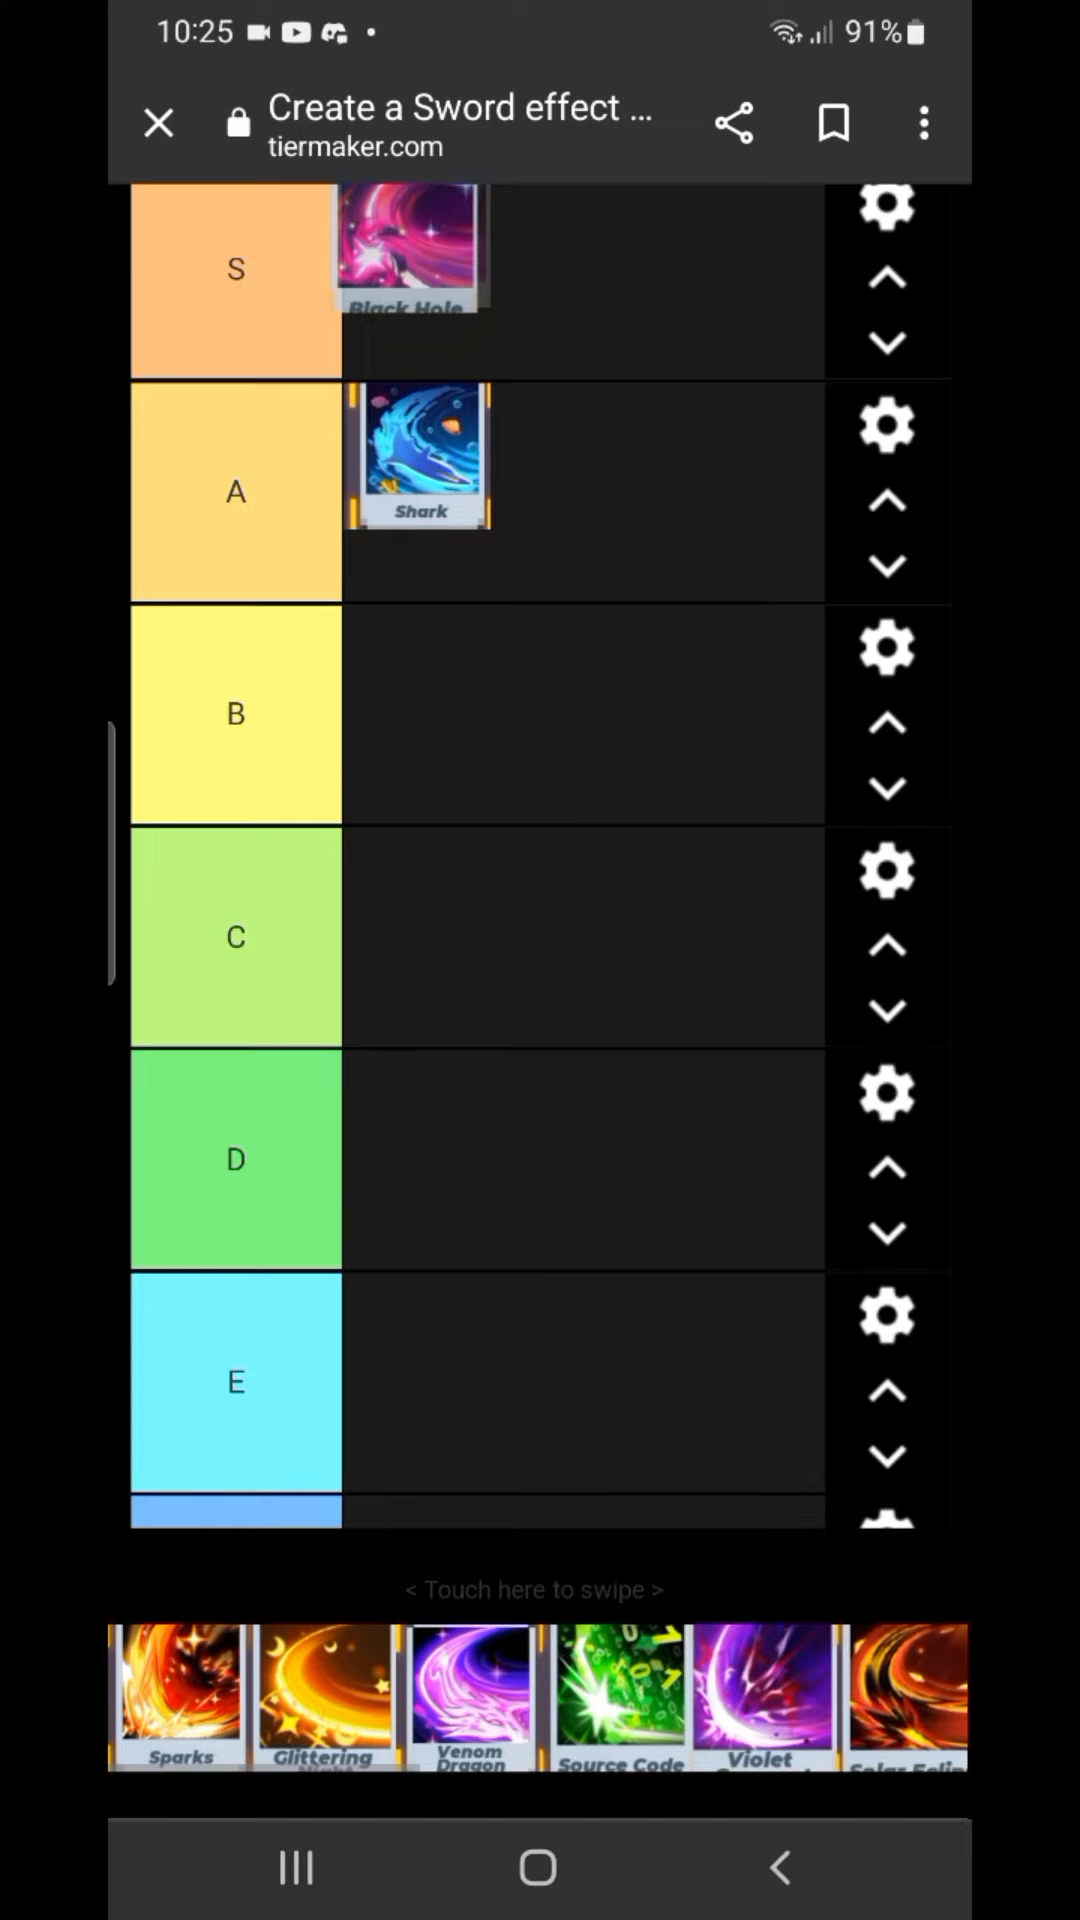 10:25
91%
Create a Sword effect ...
tiermaker.com
S
Black Hole
A
Shark
B
C
D
E
< Touch here to swipe >
Sparks
Glittering
Venom
Dragon
Source Code
Violet